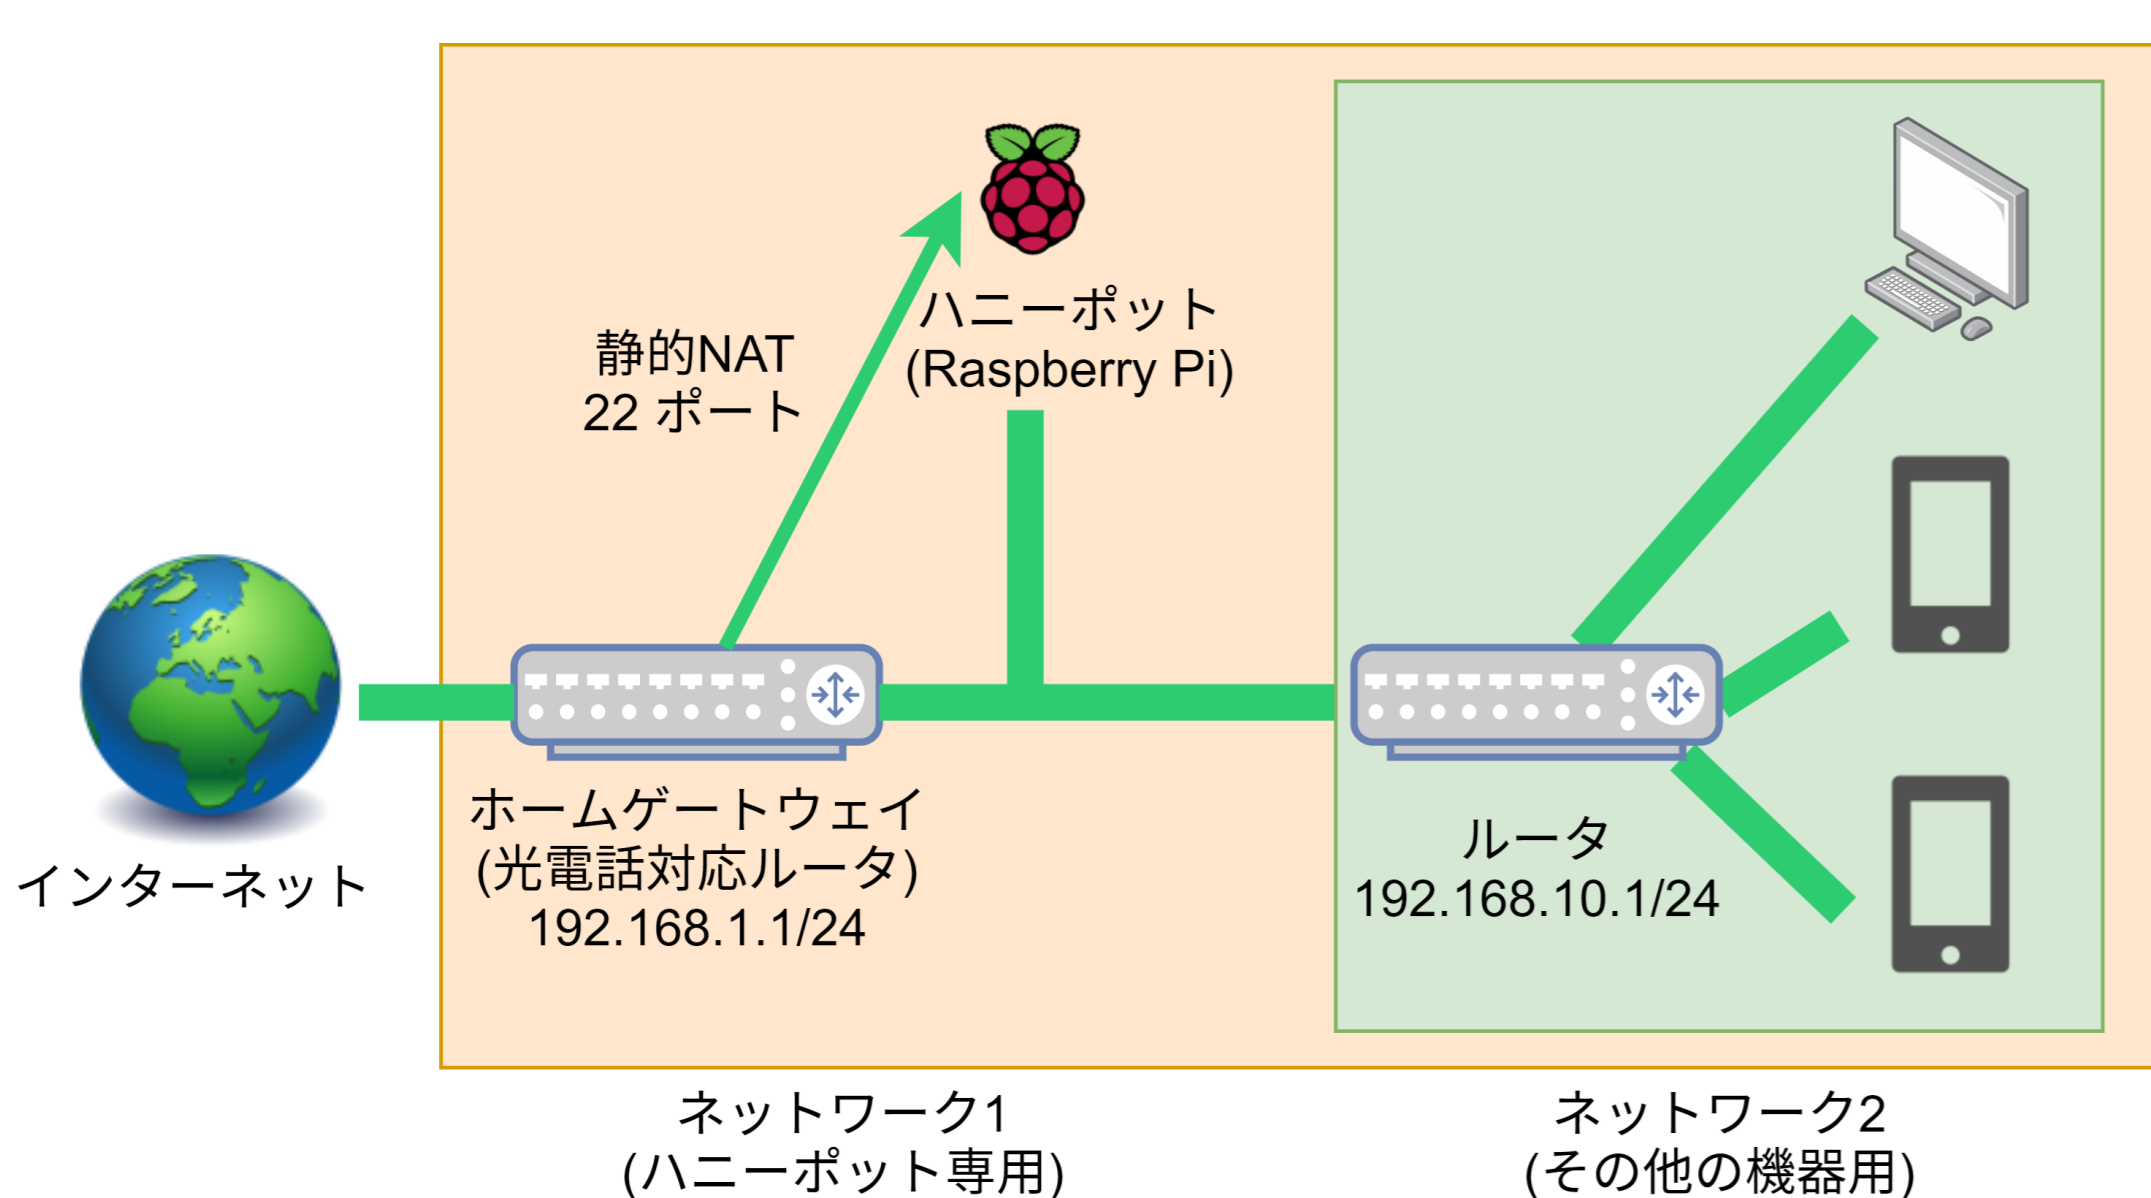 静的NAT
22 ポート
ハニーポット
(Raspberry Pi)
インターネット
ホームゲートウェイ
(光電話対応ルータ)
192.168.1.1/24
ルータ
192.168.10.1/24
ネットワーク1
(ハニーポット専用)
ネットワーク2
(その他の機器用)